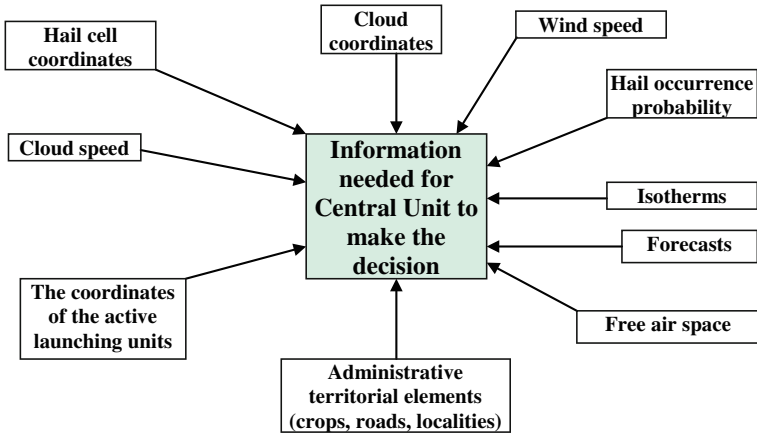 Hail cell
coordinates
Cloud
coordinates
Wind speed
Hail occurrence
probability
Cloud speed
Information
needed for
Central Unit to
make the
decision
Isotherms
Forecasts
The coordinates
of the active
launching units
Free air space
Administrative
territorial elements
(crops, roads, localities)